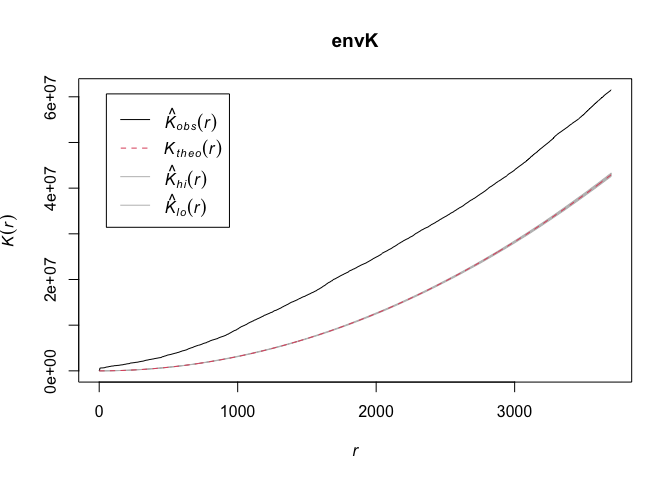 envK
K̂obs(r)
Ktheo(r)
K̂hi(r)
K̂lo(r)
K(r)
6e+07
4e+07
2e+07
0e+00
0 1000 2000 3000
r